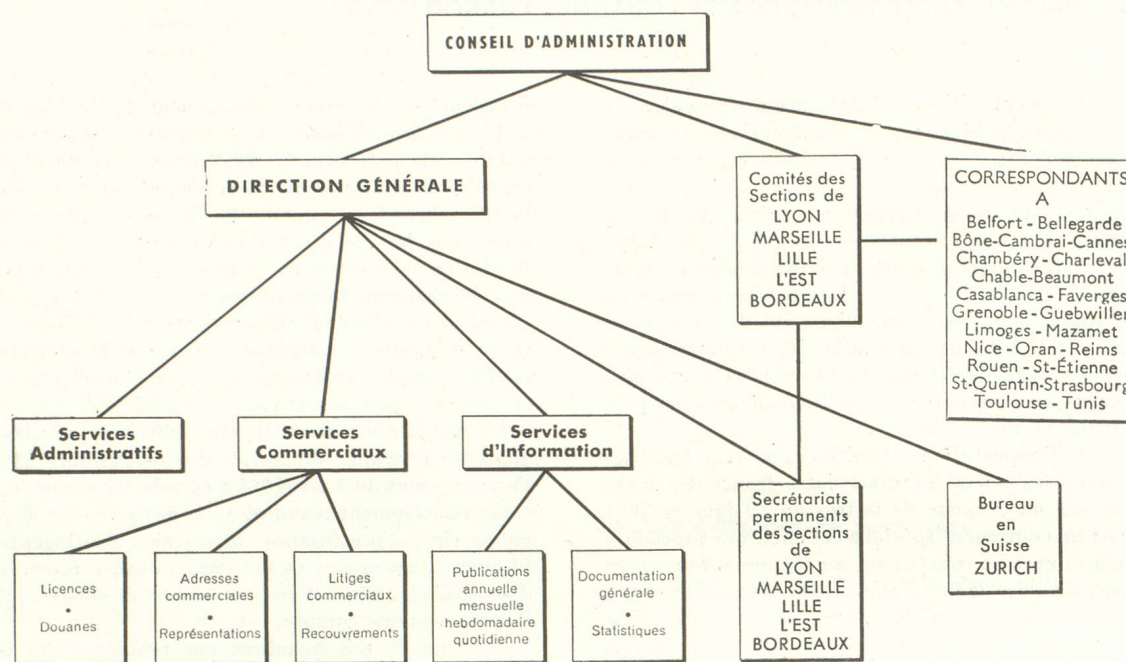 CONSEIL D'ADMINISTRATION
DIRECTION GÉNÉRALE
Comités des
Sections de
LYON
MARSEILLE
LILLE
L'EST
BORDEAUX
CORRESPONDANTS
A
Belfort - Bellegarde
Bône-Cambrai-Cannes
Chambéry - Charleval
Chable-Beaumont
Casablanca - Faverges
Grenoble - Guebwiller
Limoges - Mazamet
Nice - Oran - Reims
Rouen - St-Étienne
St-Quentin-Strasbourg
Toulouse - Tunis
Services
Administratifs
Services
Commerciaux
Services
d'Information
Secrétariats
permanents
des Sections
de
LYON
MARSEILLE
LILLE
L'EST
BORDEAUX
Bureau
en
Suisse
ZURICH
Licences
•
Douanes
Adresses
commerciales
•
Représentations
Litiges
commerciaux
•
Recouvrements
Publications
annuelle
mensuelle
hebdomadaire
quotidienne
Documentation
générale
•
Statistiques